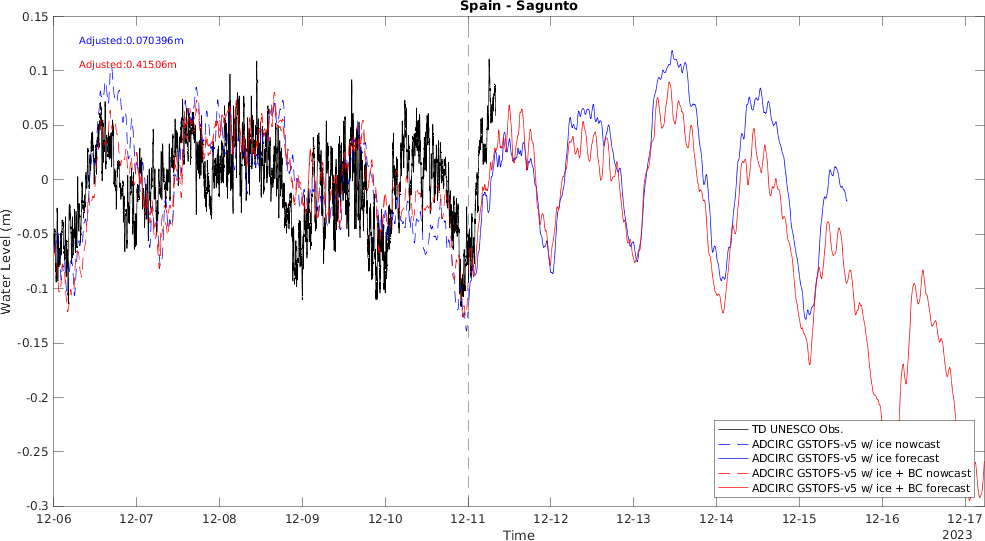 Spain - Sagunto
Adjusted:0.070396m
Adjusted:0.41506m
0.15
0.1
0.05
0
-0.05
-0.1
-0.15
-0.2
-0.25
-0.3
Water Level (m)
TD UNESCO Obs.
ADCIRC GSTOFS-v5 w/ ice nowcast
ADCIRC GSTOFS-v5 w/ ice forecast
ADCIRC GSTOFS-v5 w/ ice + BC nowcast
ADCIRC GSTOFS-v5 w/ ice + BC forecast
12-06 12-07 12-08 12-09 12-10 12-11 12-12 12-13 12-14 12-15 12-16 12-17
Time
2023